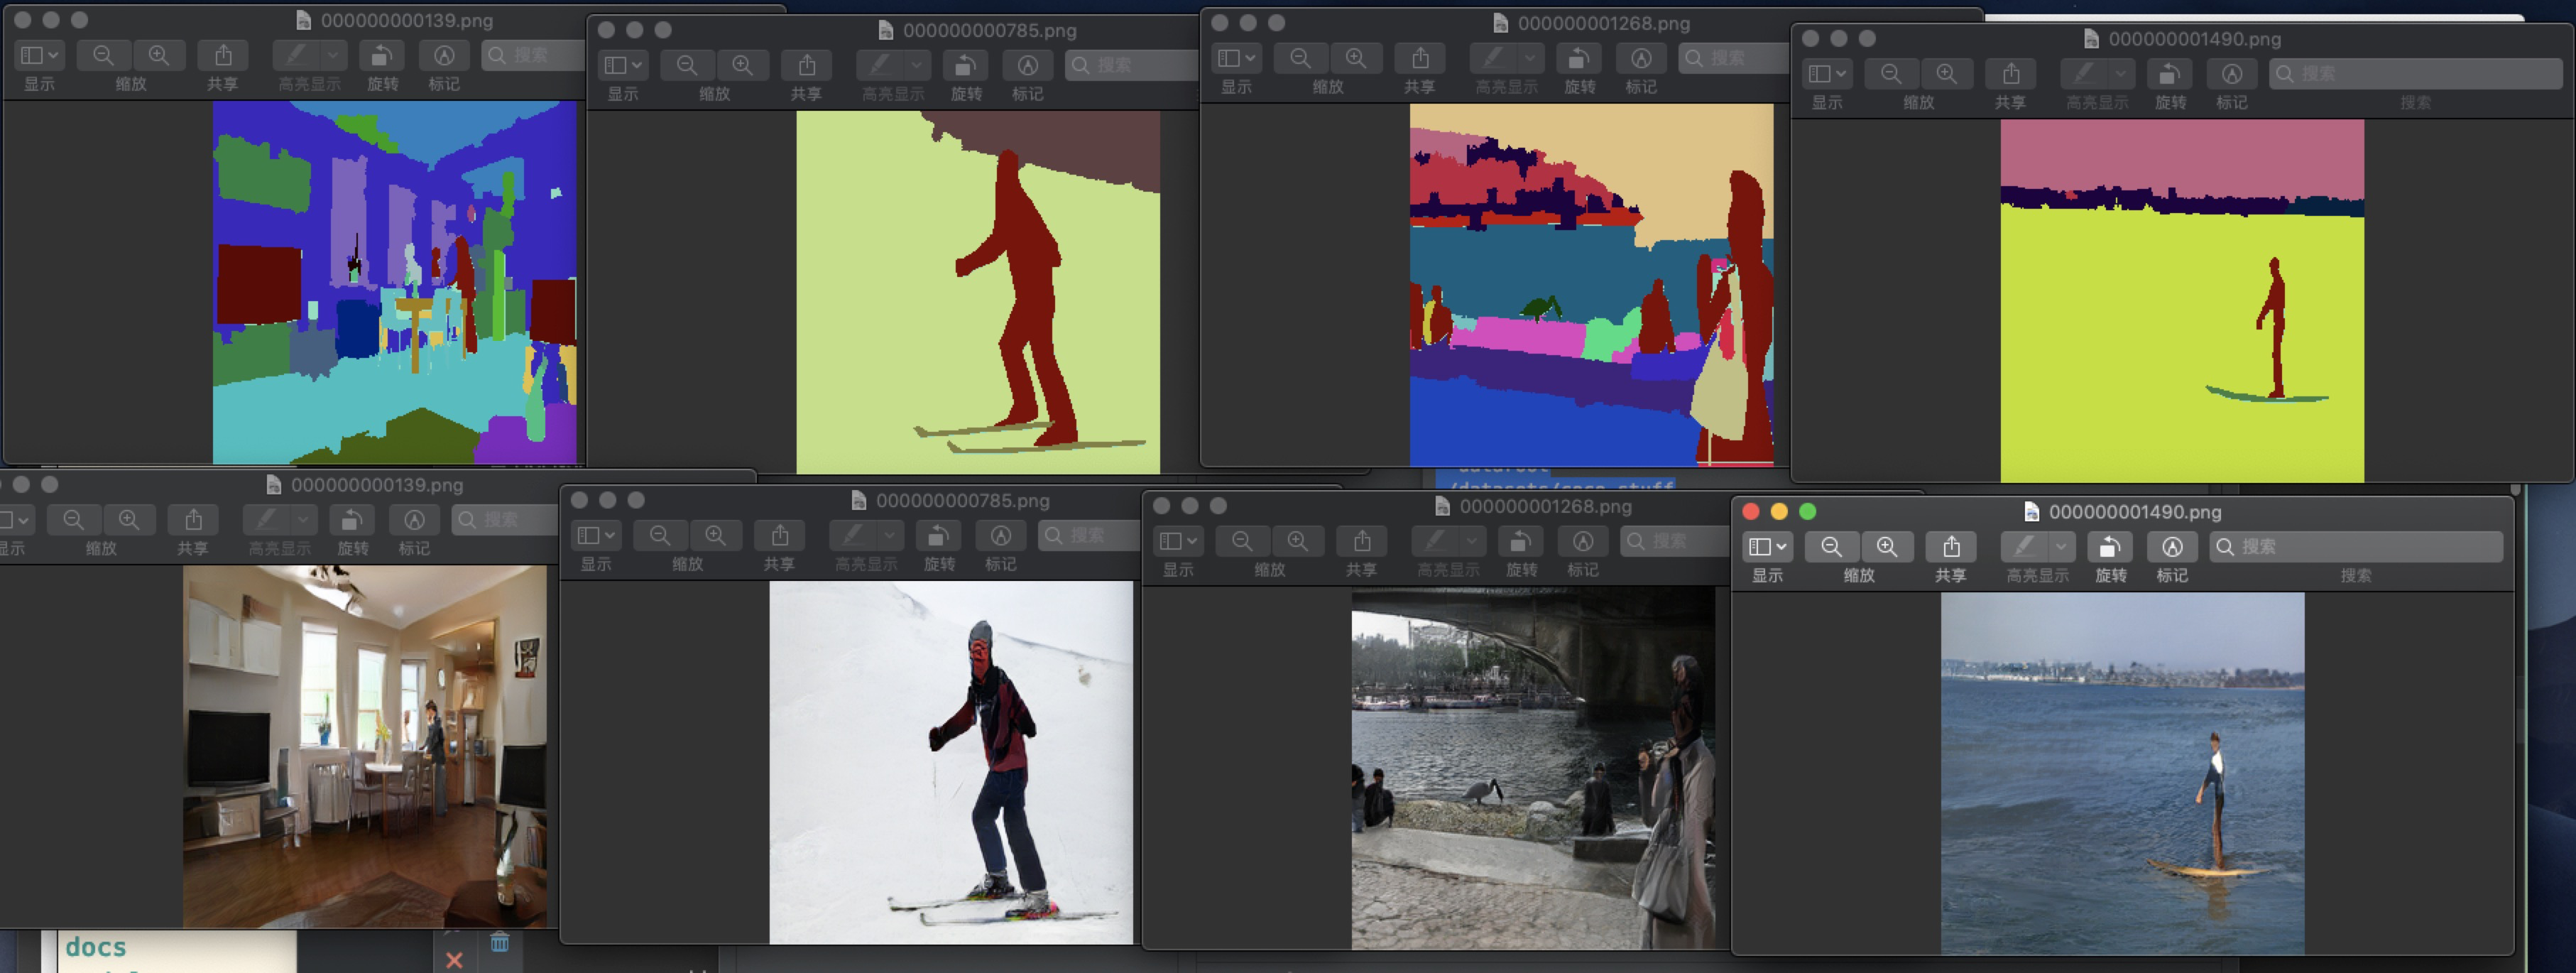 000000000139.png
搜索
显示
缩放
共享
高亮显示
旋转
标记
000000000785.png
搜索
显示
缩放
共享
高亮显示
旋转
标记
000000001268.png
搜索
显示
缩放
共享
高亮显示
旋转
标记
000000001490.png
搜索
显示
缩放
共享
高亮显示
旋转
标记
搜索
/datasets/coco_stuff
000000000139.png
搜索
显示
缩放
共享
高亮显示
旋转
标记
000000000785.png
搜索
显示
缩放
共享
高亮显示
旋转
标记
000000001268.png
搜索
显示
缩放
共享
高亮显示
旋转
标记
000000001490.png
搜索
显示
缩放
共享
高亮显示
旋转
标记
搜索
docs